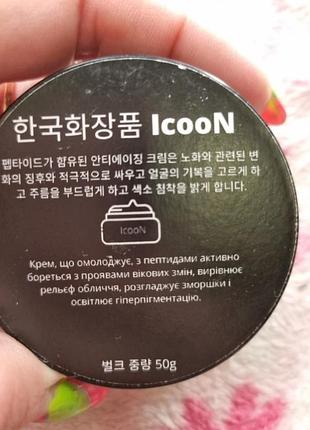 한국화장품 IcooN
펩타이드가 함유된 안티에이징 크림은 노화와 관련된 변
화의 징후와 적극적으로 싸우고 얼굴의 기복을 고르게 하
고 주름을 부드럽게 하고 색소 침착을 밝게 합니다.
IcooN
Крем, що омолоджує, з пептидами активно
бореться з проявами вікових змін, вирівнює
рельєф обличчя, розгладжує зморшки і
освітлює гіперпігментацію.
벌크 중량 50g